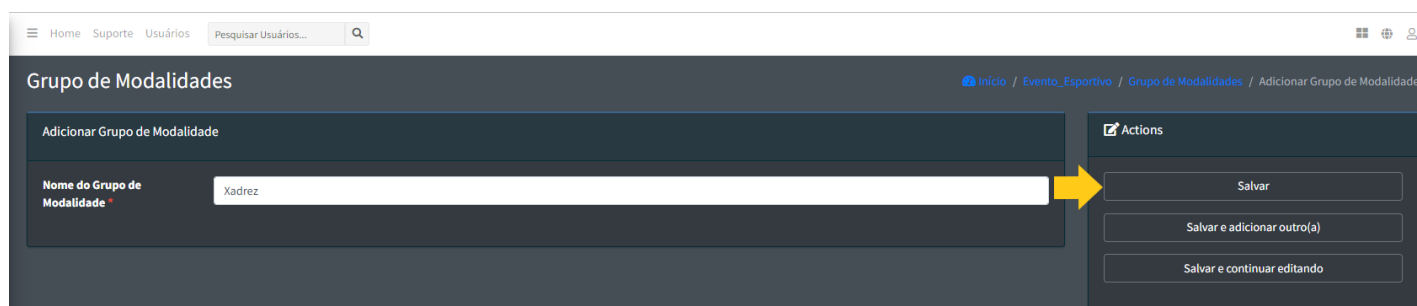 Home Suporte Usuários Pesquisar Usuários...
Grupo de Modalidades
Início / Evento_Esportivo / Grupo de Modalidades / Adicionar Grupo de Modalidade
Adicionar Grupo de Modalidade
Actions
Nome do Grupo de
Modalidade *
Xadrez
Salvar
Salvar e adicionar outro(a)
Salvar e continuar editando